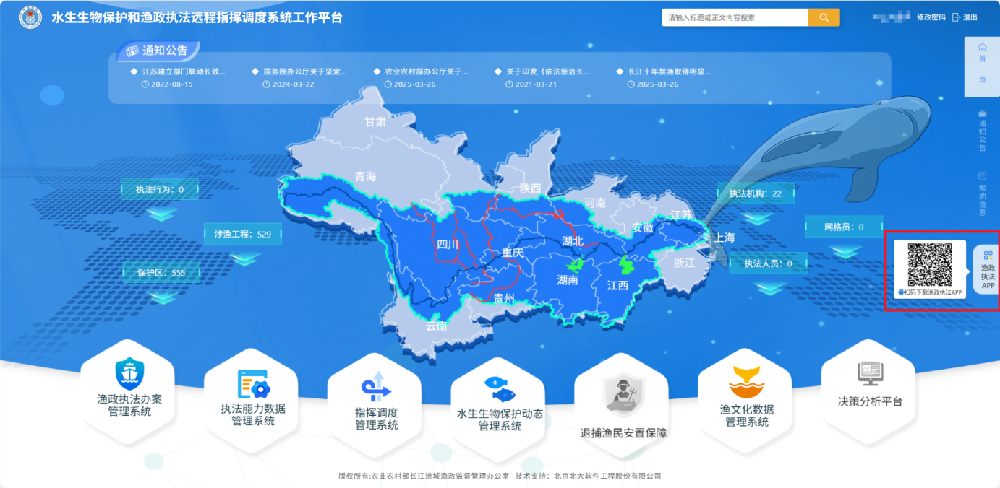 水生生物保护和渔政执法远程指挥调度系统工作平台
请输入标题或正文内容搜索
修改密码
退出
通知公告
江苏建立部门联动长效...
国务院办公厅关于坚定...
农业农村部办公厅关于...
关于印发《依法惩治长...
长江十年禁渔取得明显...
2022-08-15
2024-03-22
2025-03-26
2021-03-21
2025-03-26
首
页
通知公告
帮助信息
甘肃
青海
陕西
河南
江苏
安徽
上海
四川
重庆
湖北
浙江
湖南
江西
贵州
云南
执法行为：0
涉渔工程：529
保护区：555
执法机构：22
网格员：0
执法人员：0
扫码下载渔政执法APP
渔政
执法
APP
渔政执法办案
管理系统
执法能力数据
管理系统
指挥调度
管理系统
水生生物保护动态
管理系统
退捕渔民安置保障
渔文化数据
管理系统
决策分析平台
版权所有:农业农村部长江流域渔政监督管理办公室 技术支持：北京北大软件工程股份有限公司